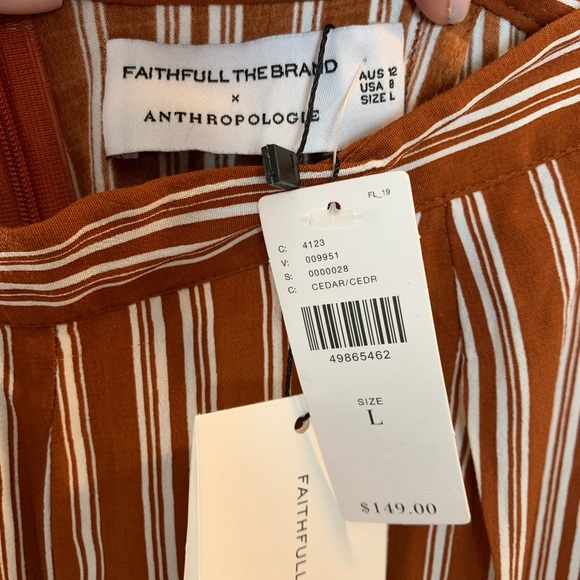 FAITHFULL THE BRAND
×
ANTHROPOLOGIE
AUS 12
USA 8
SIZE L
FL_19
C: 4123
V: 009951
S: 0000028
C: CEDAR/CEDR
49865462
SIZE
L
$149.00
FAITHFULL